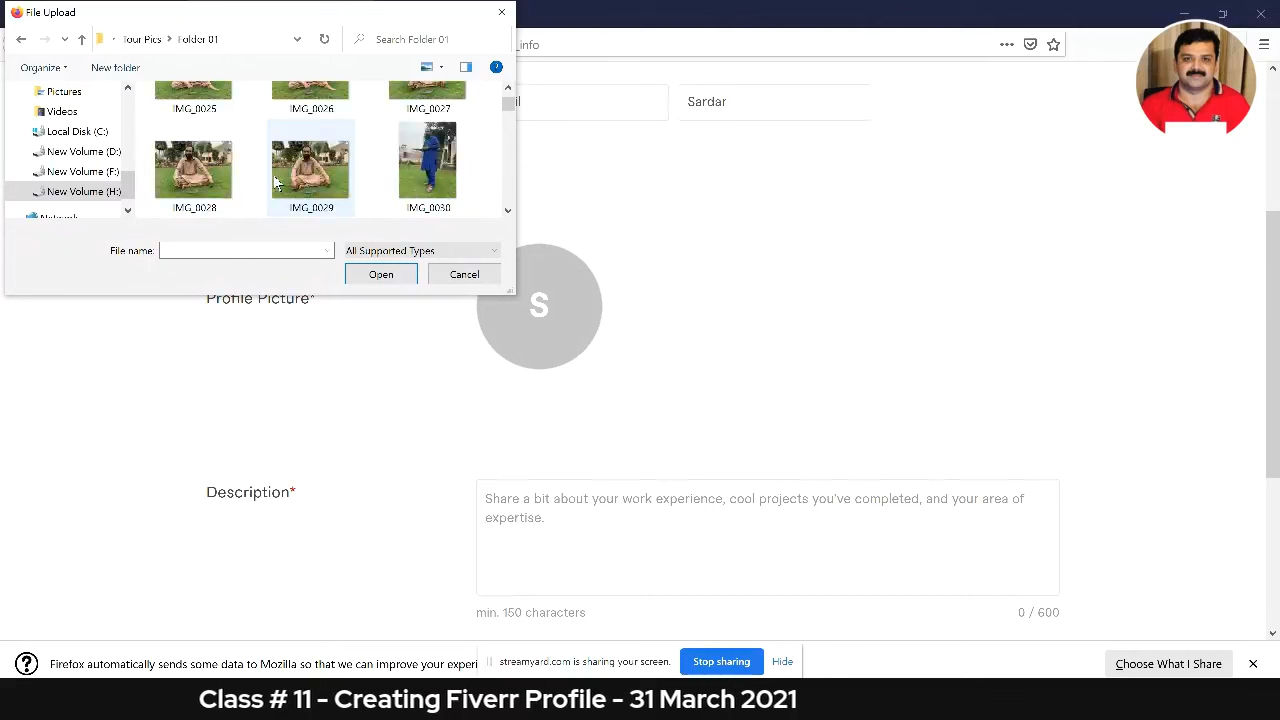 File Upload
Tour Pics
Folder 01
Search Folder 01
_info
Organize
New folder
Pictures
Videos
Local Disk (C:)
New Volume (D:)
New Volume (F:)
New Volume (H:)
IMG_0025
IMG_0026
IMG_0027
IMG_0028
IMG_0029
IMG_0030
File name:
All Supported Types
Open
Cancel
Sardar
Profile Picture*
S
Description*
Share a bit about your work experience, cool projects you've completed, and your area of
expertise.
min. 150 characters
0 / 600
Firefox automatically sends some data to Mozilla so that we can improve your
streamyard.com is sharing your screen.
Stop sharing
Hide
Choose What I Share
Class # 11 - Creating Fiverr Profile - 31 March 2021